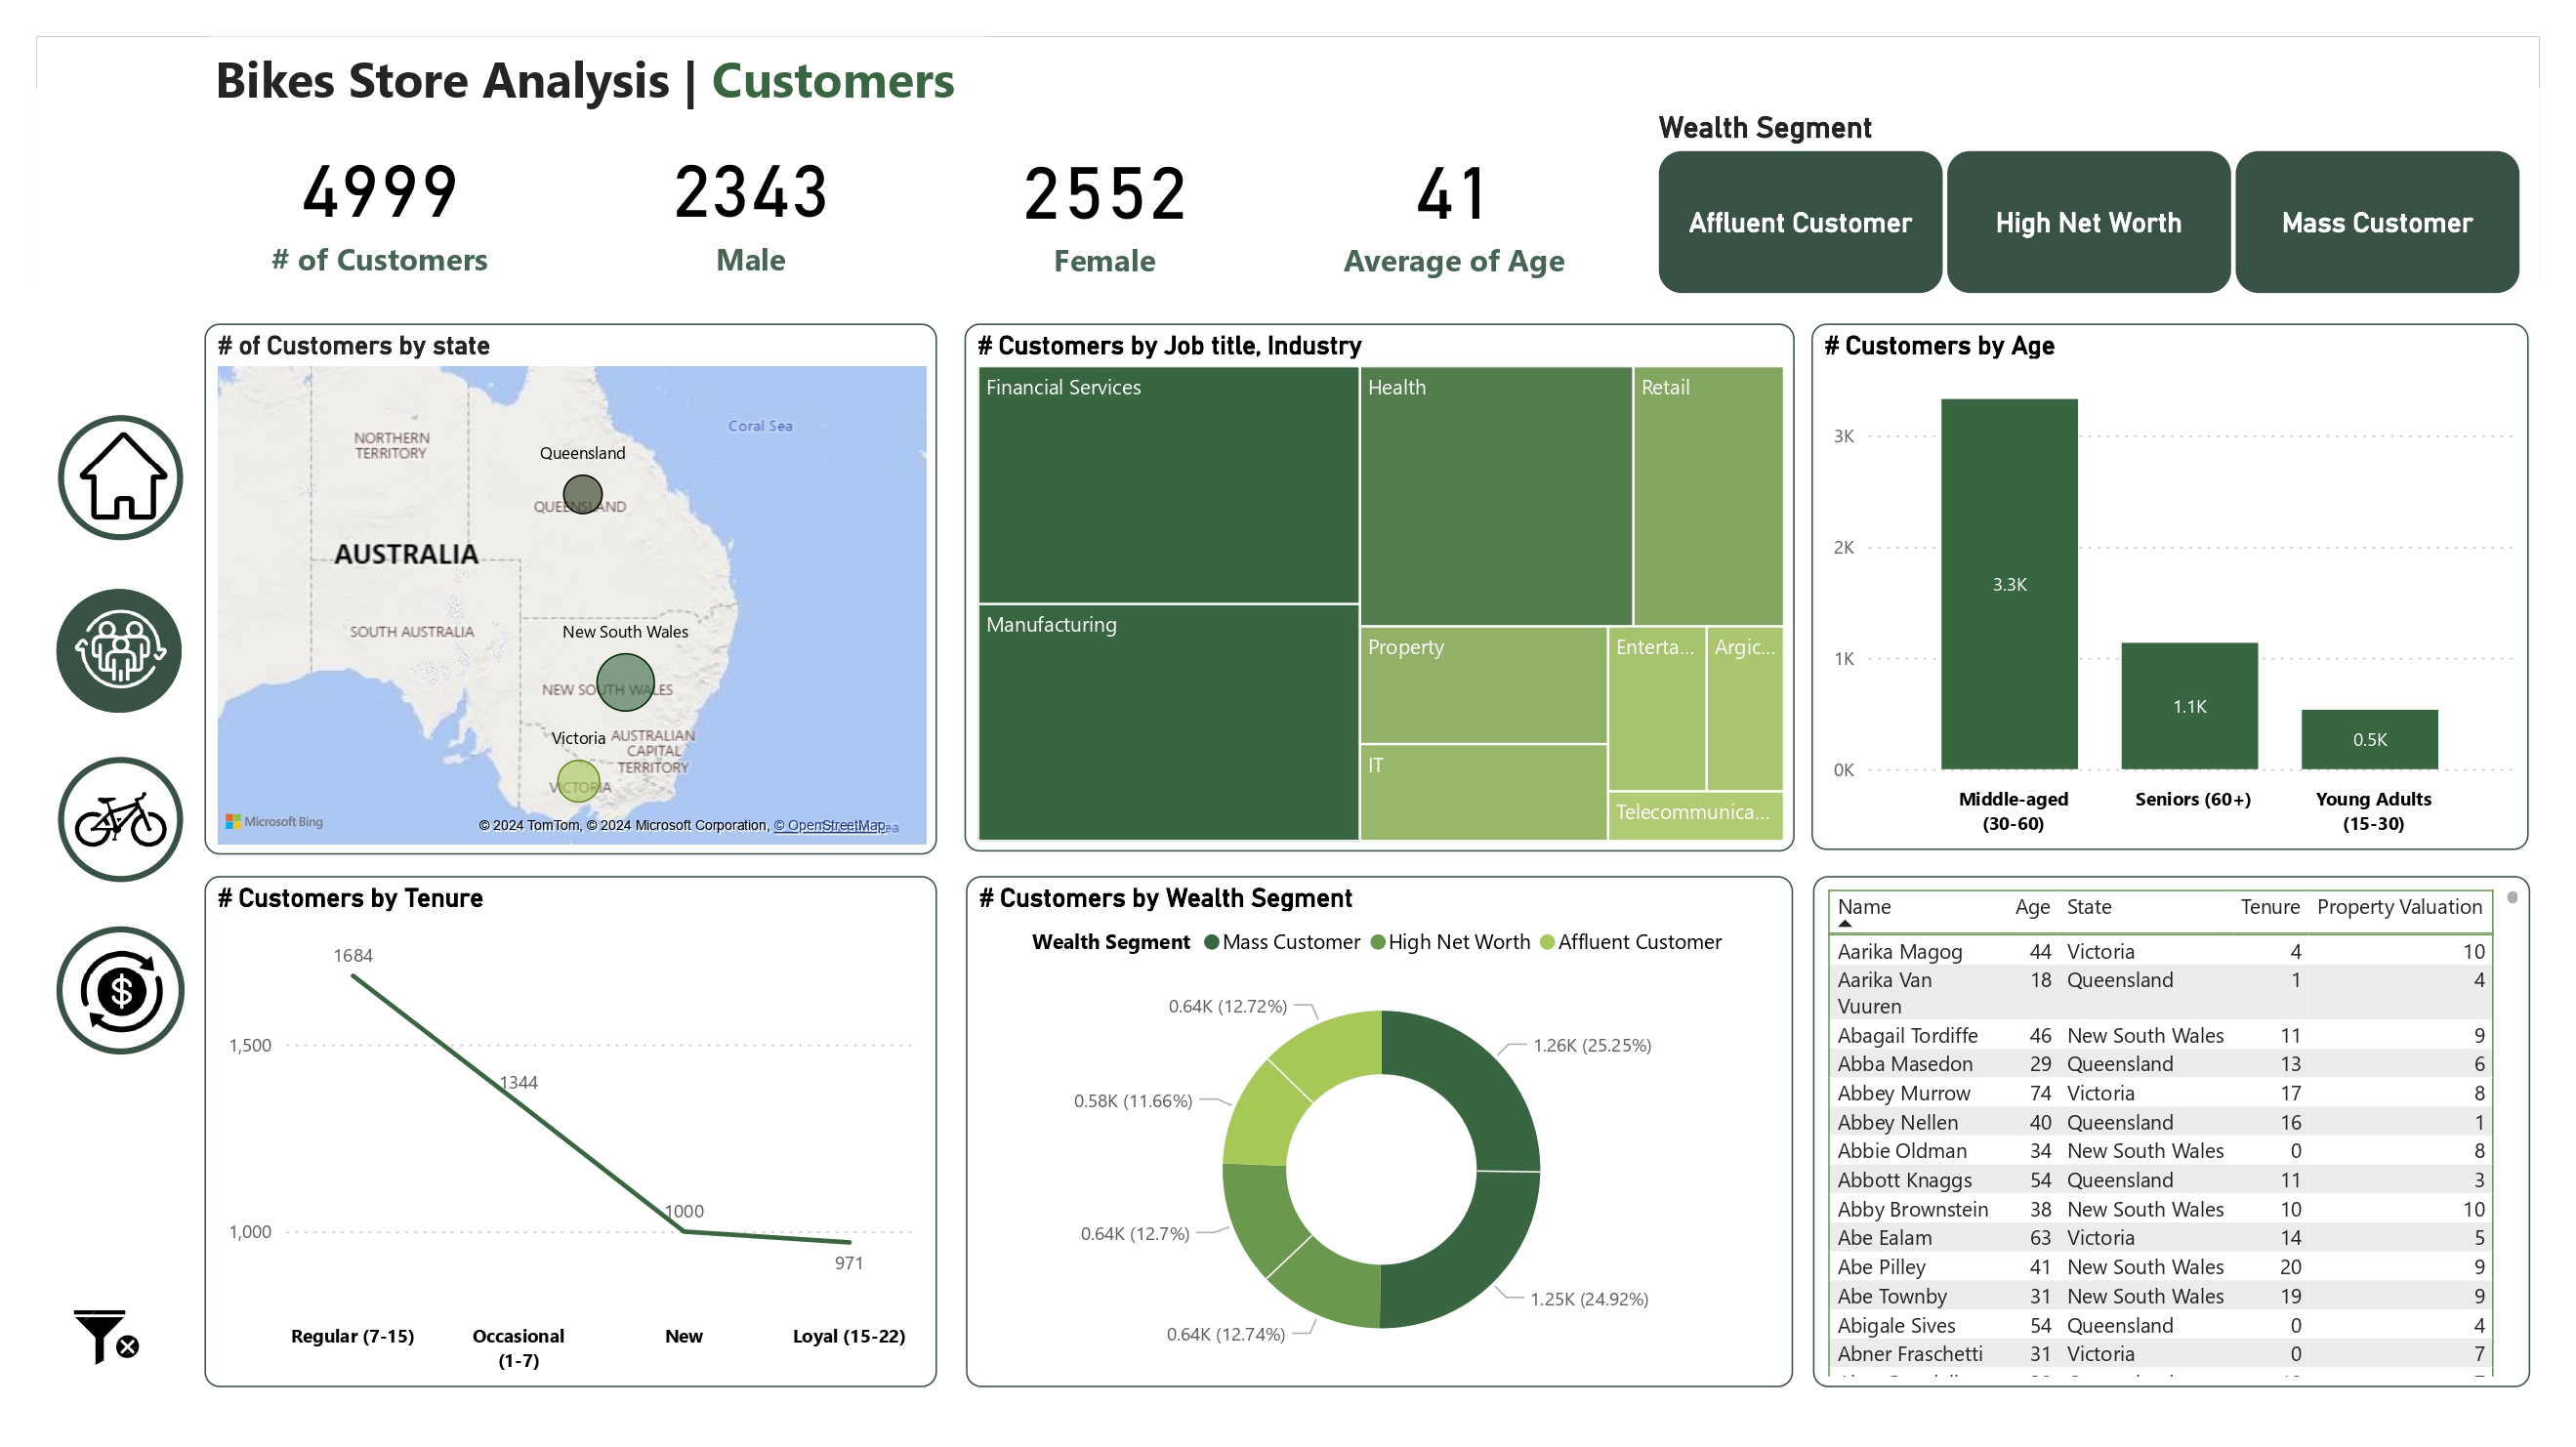 Bikes Store Analysis | Customers
Wealth Segment
4999
# of Customers
2343
Male
2552
Female
41
Average of Age
Affluent Customer
High Net Worth
Mass Customer
# of Customers by state
NORTHERN
TERRITORY
Coral Sea
Queensland
QUEENSLAND
AUSTRALIA
SOUTH AUSTRALIA
New South Wales
NEW SOUTH WALES
Victoria
AUSTRALIAN
CAPITAL
TERRITORY
VICTORIA
Microsoft Bing
© 2024 TomTom, © 2024 Microsoft Corporation, © OpenStreetMap
# Customers by Job title, Industry
Financial Services
Health
Retail
Manufacturing
Property
Enterta...
Argic...
IT
Telecommunica...
# Customers by Age
3K
2K
1K
0K
3.3K
1.1K
0.5K
Middle-aged
(30-60)
Seniors (60+)
Young Adults
(15-30)
# Customers by Tenure
1684
1,500
1344
1000
1,000
971
Regular (7-15)
Occasional
(1-7)
New
Loyal (15-22)
# Customers by Wealth Segment
Wealth Segment Mass Customer High Net Worth Affluent Customer
0.64K (12.72%)
1.26K (25.25%)
0.58K (11.66%)
0.64K (12.7%)
1.25K (24.92%)
0.64K (12.74%)
Name Age State Tenure Property Valuation
Aarika Magog 44 Victoria 4 10
Aarika Van 18 Queensland 1 4
Vuuren
Abagail Tordiffe 46 New South Wales 11 9
Abba Masedon 29 Queensland 13 6
Abbey Murrow 74 Victoria 17 8
Abbey Nellen 40 Queensland 16 1
Abbie Oldman 34 New South Wales 0 8
Abbott Knaggs 54 Queensland 11 3
Abby Brownstein 38 New South Wales 10 10
Abe Ealam 63 Victoria 14 5
Abe Pilley 41 New South Wales 20 9
Abe Townby 31 New South Wales 19 9
Abigale Sives 54 Queensland 0 4
Abner Fraschetti 31 Victoria 0 7